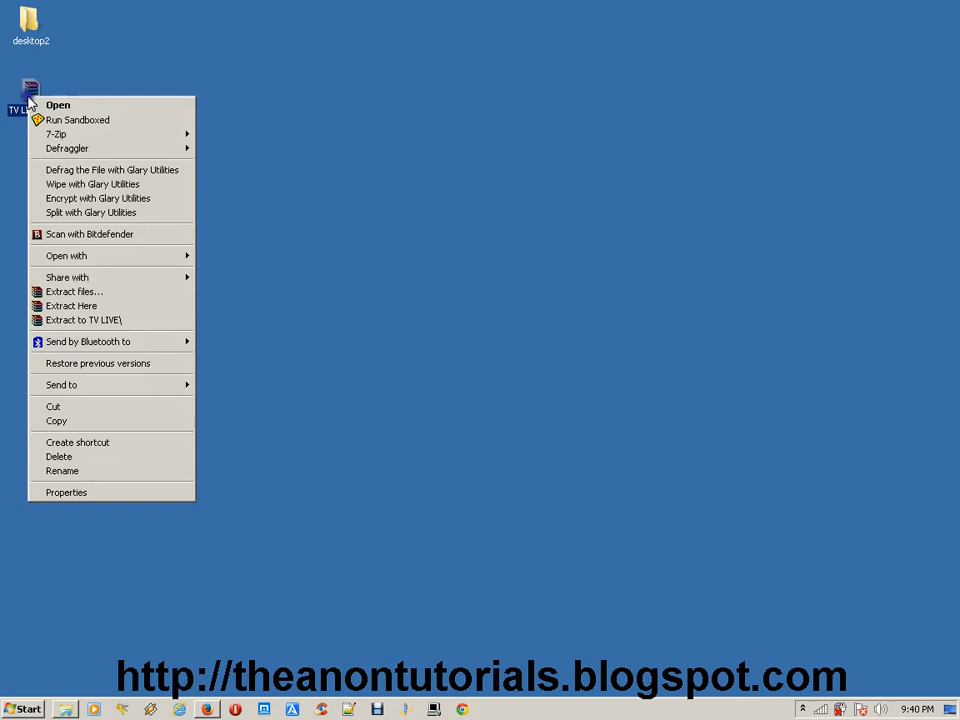 desktop2
TV LI
Open
Run Sandboxed
7-Zip
Defraggler
Defrag the File with Glary Utilities
Wipe with Glary Utilities
Encrypt with Glary Utilities
Split with Glary Utilities
B Scan with Bitdefender
Open with
Share with
Extract files...
Extract Here
Extract to TV LIVE\
Send by Bluetooth to
Restore previous versions
Send to
Cut
Copy
Create shortcut
Delete
Rename
Properties
http://theanontutorials.blogspot.com
Start
9:40 PM